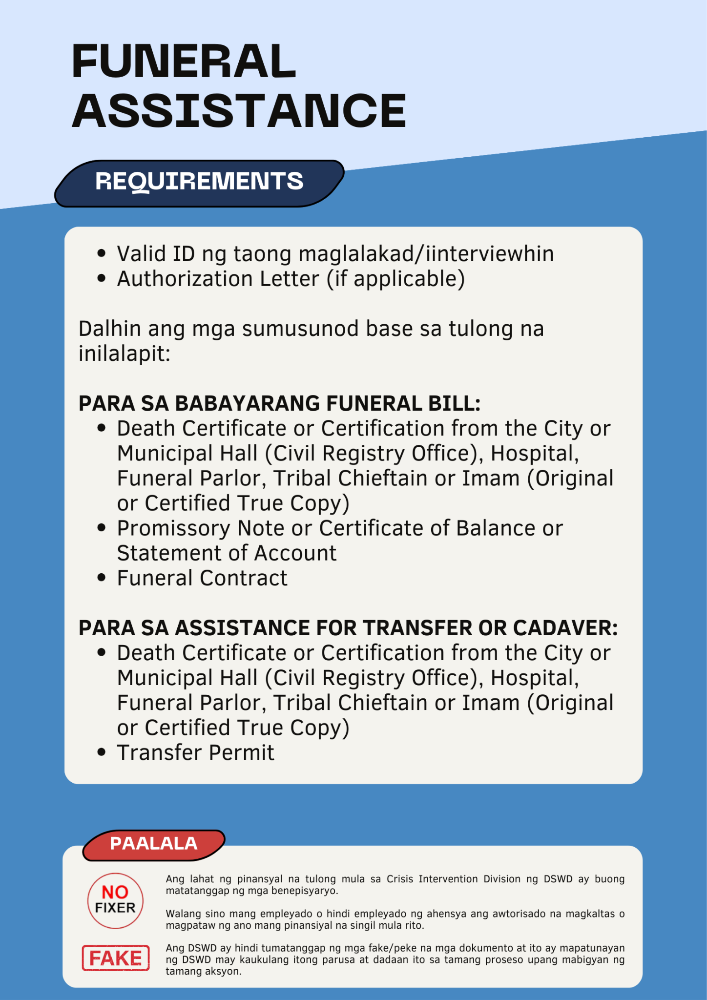 FUNERAL
ASSISTANCE
REQUIREMENTS
• Valid ID ng taong maglalakad/iinterviewhin
• Authorization Letter (if applicable)
Dalhin ang mga sumusunod base sa tulong na
inilalapit:
PARA SA BABAYARANG FUNERAL BILL:
• Death Certificate or Certification from the City or
Municipal Hall (Civil Registry Office), Hospital,
Funeral Parlor, Tribal Chieftain or Imam (Original
or Certified True Copy)
• Promissory Note or Certificate of Balance or
Statement of Account
• Funeral Contract
PARA SA ASSISTANCE FOR TRANSFER OR CADAVER:
• Death Certificate or Certification from the City or
Municipal Hall (Civil Registry Office), Hospital,
Funeral Parlor, Tribal Chieftain or Imam (Original
or Certified True Copy)
• Transfer Permit
PAALALA
NO
FIXER
Ang lahat ng pinansyal na tulong mula sa Crisis Intervention Division ng DSWD ay buong
matatanggap ng mga benepisyaryo.
Walang sino mang empleyado o hindi empleyado ng ahensya ang awtorisado na magkaltas o
magpataw ng ano mang pinansiyal na singil mula rito.
FAKE
Ang DSWD ay hindi tumatanggap ng mga fake/peke na mga dokumento at ito ay mapatunayan
ng DSWD may kaukulang itong parusa at dadaan ito sa tamang proseso upang mabigyan ng
tamang aksyon.